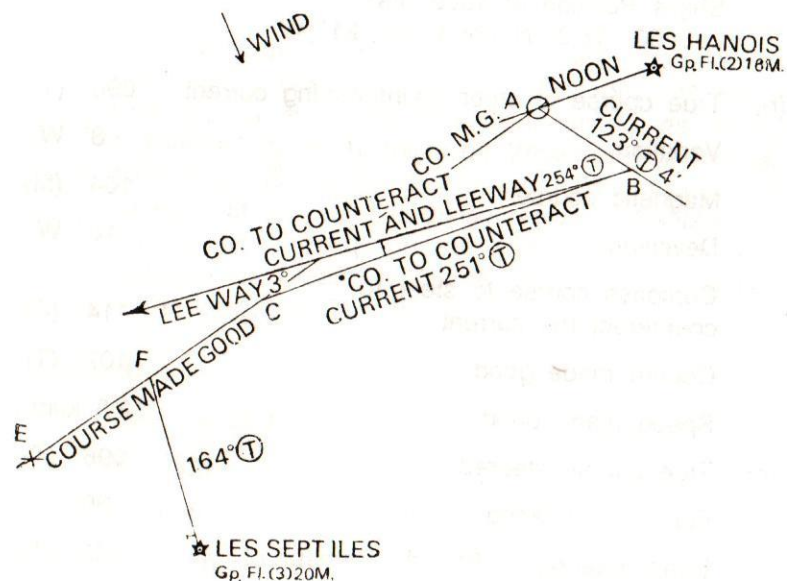 WIND
LES HANOIS
Gp. Fl.(2)18M.
NOON
A
CO. M.G.
CURRENT
123° Ⓣ 4'
B
CO. TO COUNTERACT
CURRENT AND LEEWAY 254° Ⓣ
CO. TO COUNTERACT
CURRENT 251° Ⓣ
LEE WAY 3°
C
F
COURSE MADE GOOD
E
164° Ⓣ
LES SEPT ILES
Gp. Fl.(3)20M.